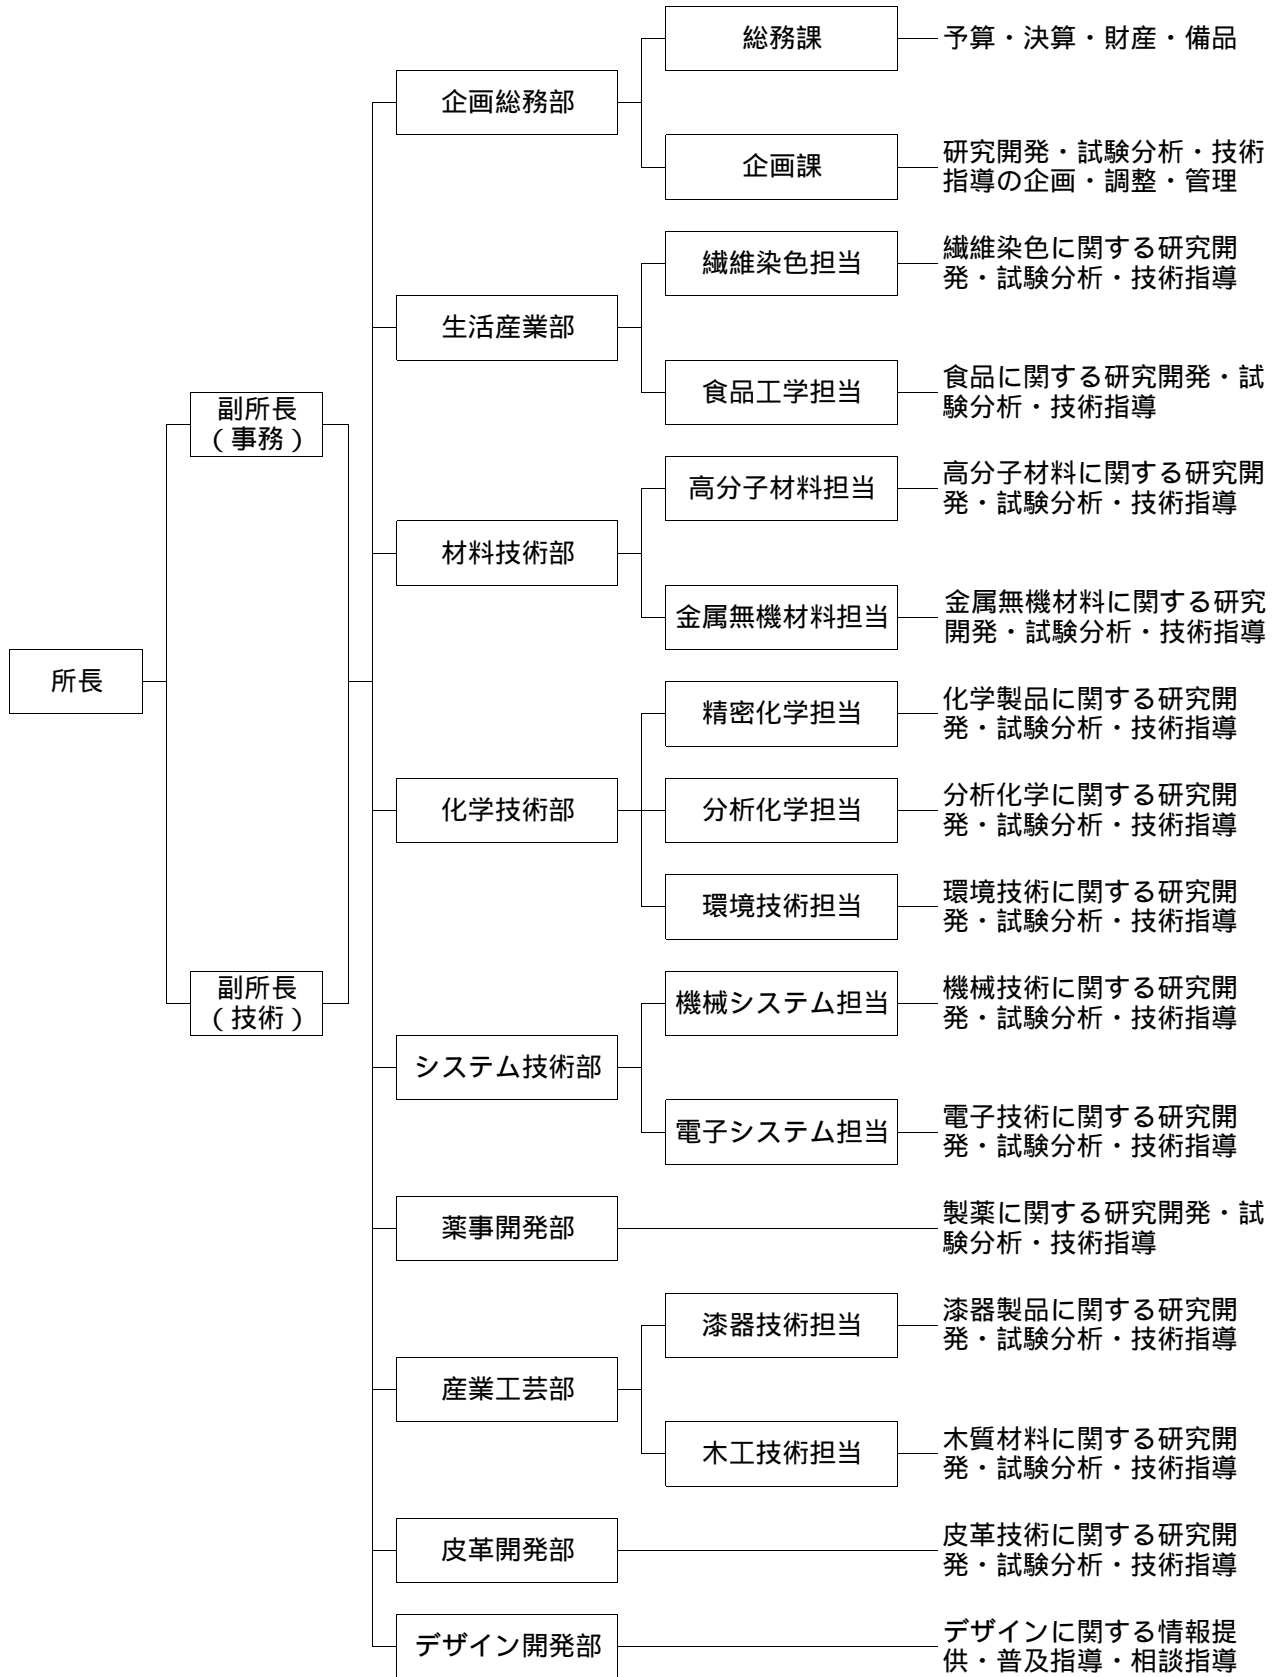 所長
副所長
（事務）
副所長
（技術）
企画総務部
総務課
予算・決算・財産・備品
企画課
研究開発・試験分析・技術
指導の企画・調整・管理
生活産業部
繊維染色担当
繊維染色に関する研究開
発・試験分析・技術指導
食品工学担当
食品に関する研究開発・試
験分析・技術指導
材料技術部
高分子材料担当
高分子材料に関する研究開
発・試験分析・技術指導
金属無機材料担当
金属無機材料に関する研究
開発・試験分析・技術指導
化学技術部
精密化学担当
化学製品に関する研究開
発・試験分析・技術指導
分析化学担当
分析化学に関する研究開
発・試験分析・技術指導
環境技術担当
環境技術に関する研究開
発・試験分析・技術指導
システム技術部
機械システム担当
機械技術に関する研究開
発・試験分析・技術指導
電子システム担当
電子技術に関する研究開
発・試験分析・技術指導
薬事開発部
製薬に関する研究開発・試
験分析・技術指導
産業工芸部
漆器技術担当
漆器製品に関する研究開
発・試験分析・技術指導
木工技術担当
木質材料に関する研究開
発・試験分析・技術指導
皮革開発部
皮革技術に関する研究開
発・試験分析・技術指導
デザイン開発部
デザインに関する情報提
供・普及指導・相談指導